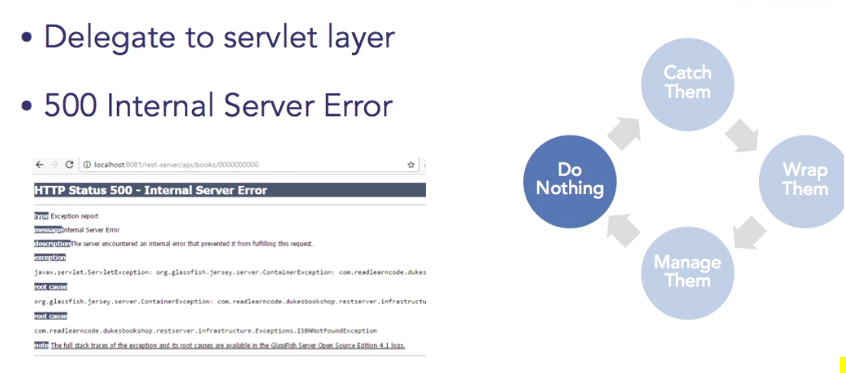 • Delegate to servlet layer
• 500 Internal Server Error
localhost:8081/rest-server/api/books/0000000000
HTTP Status 500 - Internal Server Error
type Exception report
messageInternal Server Error
descriptionThe server encountered an internal error that prevented it from fulfilling this request.
exception
javax.servlet.ServletException: org.glassfish.jersey.server.ContainerException: com.readlearncode.dukes
root cause
org.glassfish.jersey.server.ContainerException: com.readlearncode.dukesbookshop.restserver.infrastructu
root cause
com.readlearncode.dukesbookshop.restserver.infrastructure.Exceptions.ISBNNotFoundException
note The full stack traces of the exception and its root causes are available in the GlassFish Server Open Source Edition 4.1 logs.
Catch
Them
Do
Nothing
Wrap
Them
Manage
Them